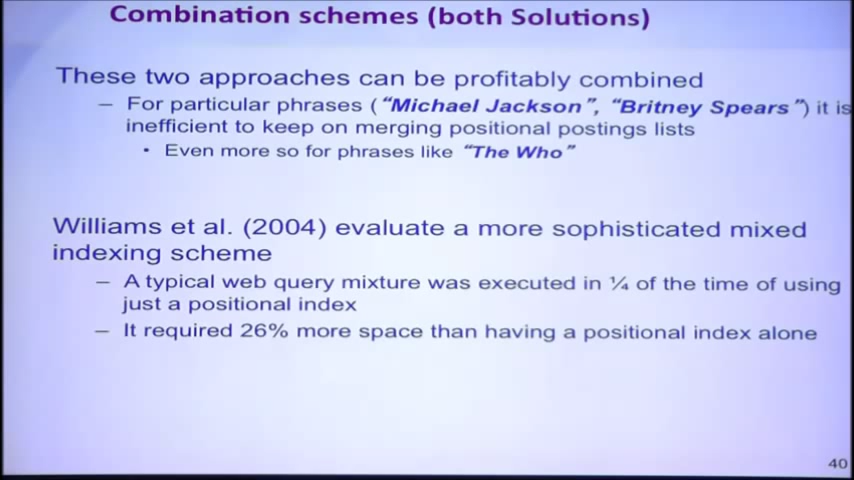 Combination schemes (both Solutions)
These two approaches can be profitably combined
– For particular phrases (“Michael Jackson”, “Britney Spears”) it is
inefficient to keep on merging positional postings lists
• Even more so for phrases like “The Who”
Williams et al. (2004) evaluate a more sophisticated mixed
indexing scheme
– A typical web query mixture was executed in ¼ of the time of using
just a positional index
– It required 26% more space than having a positional index alone
40